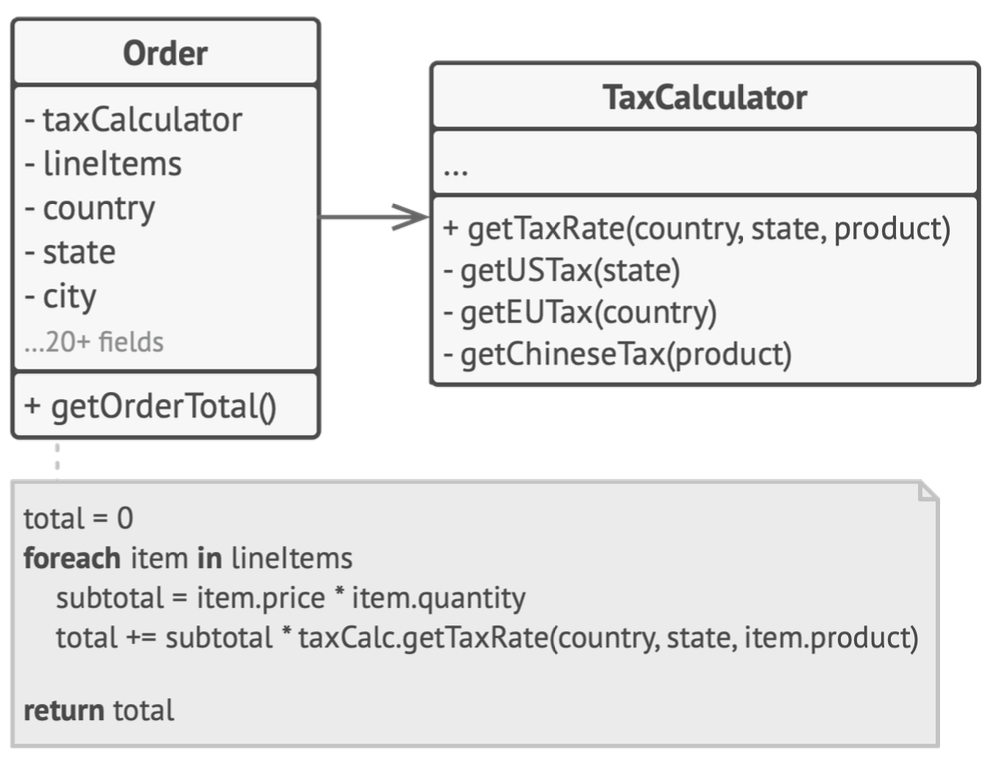 Order
- taxCalculator
- lineItems
- country
- state
- city
...20+ fields
+ getOrderTotal()
TaxCalculator
...
+ getTaxRate(country, state, product)
- getUSTax(state)
- getEUTax(country)
- getChineseTax(product)
total = 0
foreach item in lineItems
subtotal = item.price * item.quantity
total += subtotal * taxCalc.getTaxRate(country, state, item.product)
return total